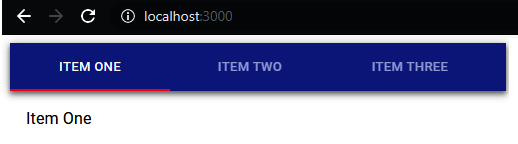 localhost:3000
ITEM ONE ITEM TWO ITEM THREE
Item One